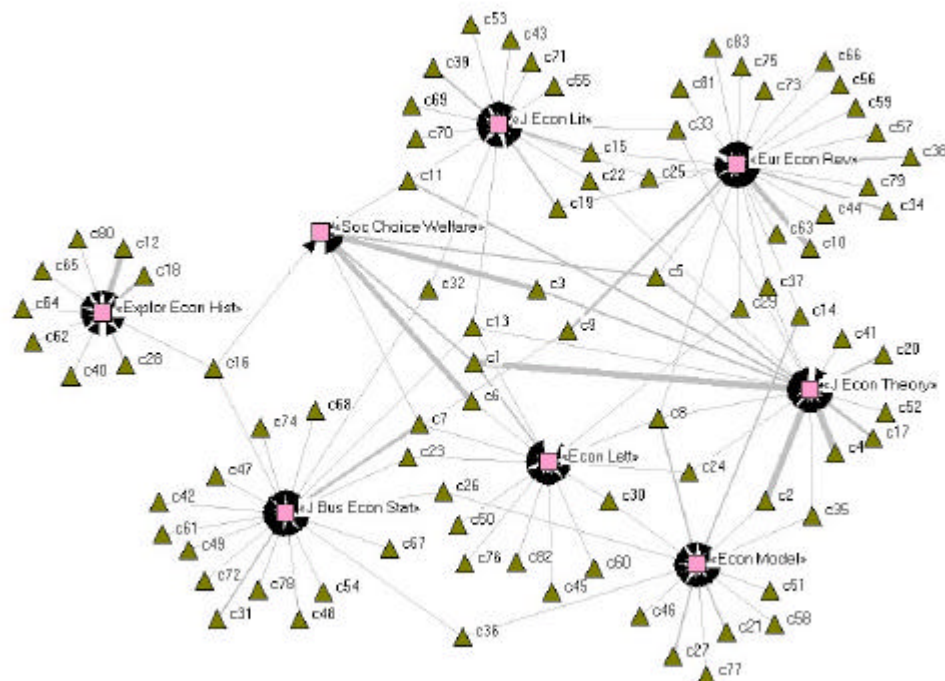 c53
c43
c83
c39
c71
c75
c66
c81
c73
c56
c55
c69
c59
«J Econ Lit»
c33
c57
c70
c15
«Eur Econ Rev»
c38
c11
c22
c25
c79
c19
c44
c34
«Soc Choice Welfare»
c63
c10
c80
c12
c65
c18
c5
c37
c32
c3
c64
«Explor Econ Hist»
c29
c14
c13
c9
c62
c41
c1
c20
c40
c28
c16
«J Econ Theory»
c6
c68
c52
c74
c7
c8
c17
c4
c23
«Econ Lett»
c24
c47
c26
c42
c30
c2
«J Bus Econ Stat»
c35
c50
c61
c49
c67
«Econ Model»
c76
c82
c60
c72
c78
c54
c45
c51
c31
c48
c46
c21
c58
c36
c27
c77